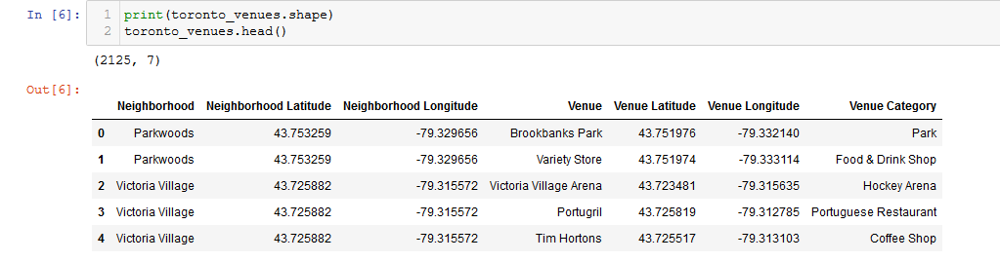 In [6]: 1 print(toronto_venues.shape)
2 toronto_venues.head()
(2125, 7)
Out[6]:
Neighborhood Neighborhood Latitude Neighborhood Longitude Venue Venue Latitude Venue Longitude Venue Category
0 Parkwoods 43.753259 -79.329656 Brookbanks Park 43.751976 -79.332140 Park
1 Parkwoods 43.753259 -79.329656 Variety Store 43.751974 -79.333114 Food & Drink Shop
2 Victoria Village 43.725882 -79.315572 Victoria Village Arena 43.723481 -79.315635 Hockey Arena
3 Victoria Village 43.725882 -79.315572 Portugril 43.725819 -79.312785 Portuguese Restaurant
4 Victoria Village 43.725882 -79.315572 Tim Hortons 43.725517 -79.313103 Coffee Shop